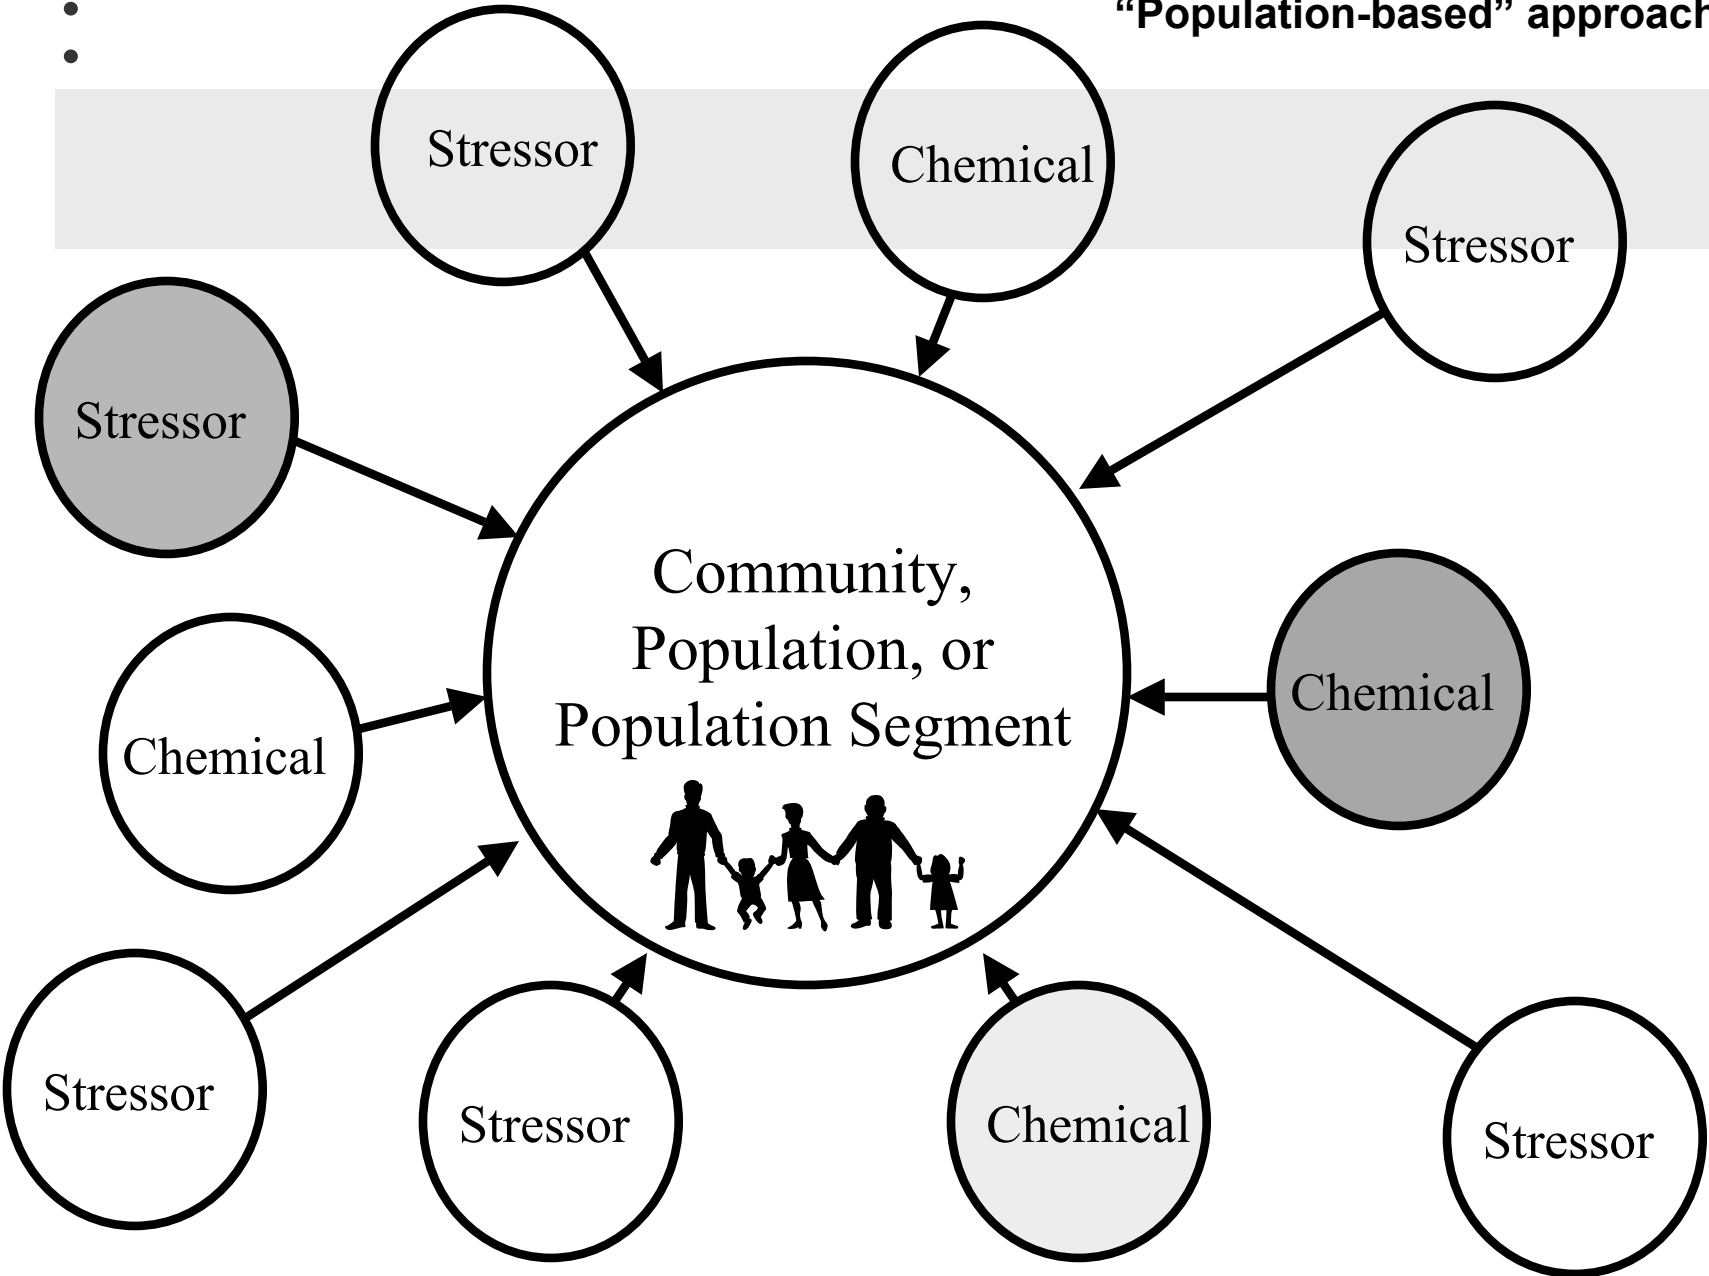 “Population-based” approach
Stressor
Chemical
Stressor
Stressor
Community,
Population, or
Population Segment
Chemical
Chemical
Stressor
Stressor
Chemical
Stressor